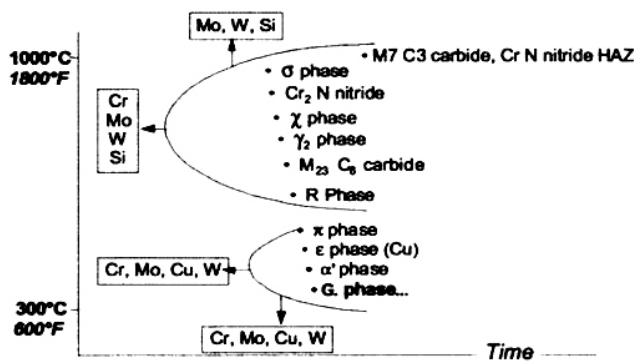 Mo, W, Si
1000°C
1800°F
M7 C3 carbide, Cr N nitride HAZ
σ phase
Cr₂ N nitride
χ phase
γ₂ phase
M₂₃ C₆ carbide
R Phase
Cr
Mo
W
Si
π phase
ε phase (Cu)
α' phase
G. phase...
Cr, Mo, Cu, W
300°C
600°F
Cr, Mo, Cu, W
Time